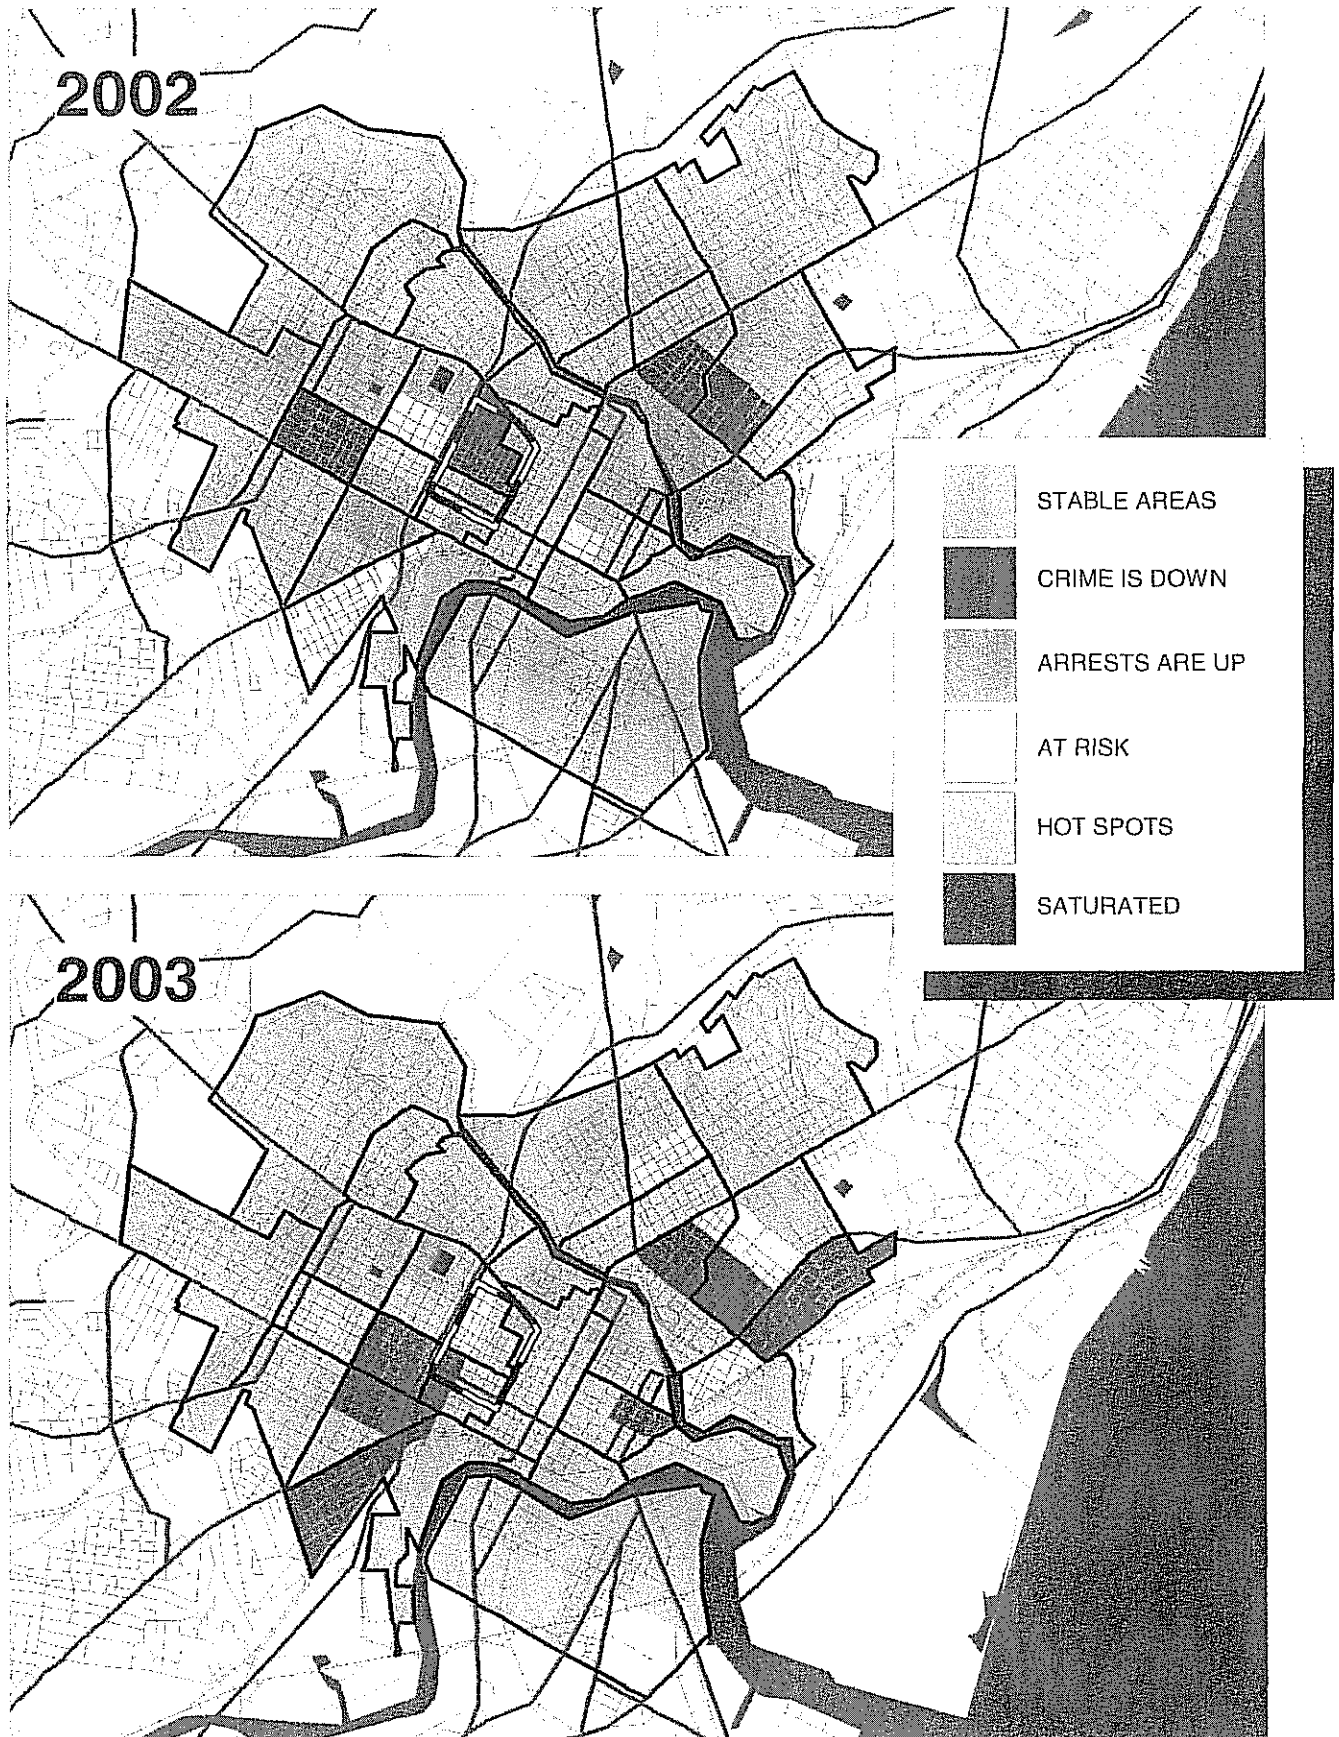 2002
STABLE AREAS
CRIME IS DOWN
ARRESTS ARE UP
AT RISK
HOT SPOTS
SATURATED
2003